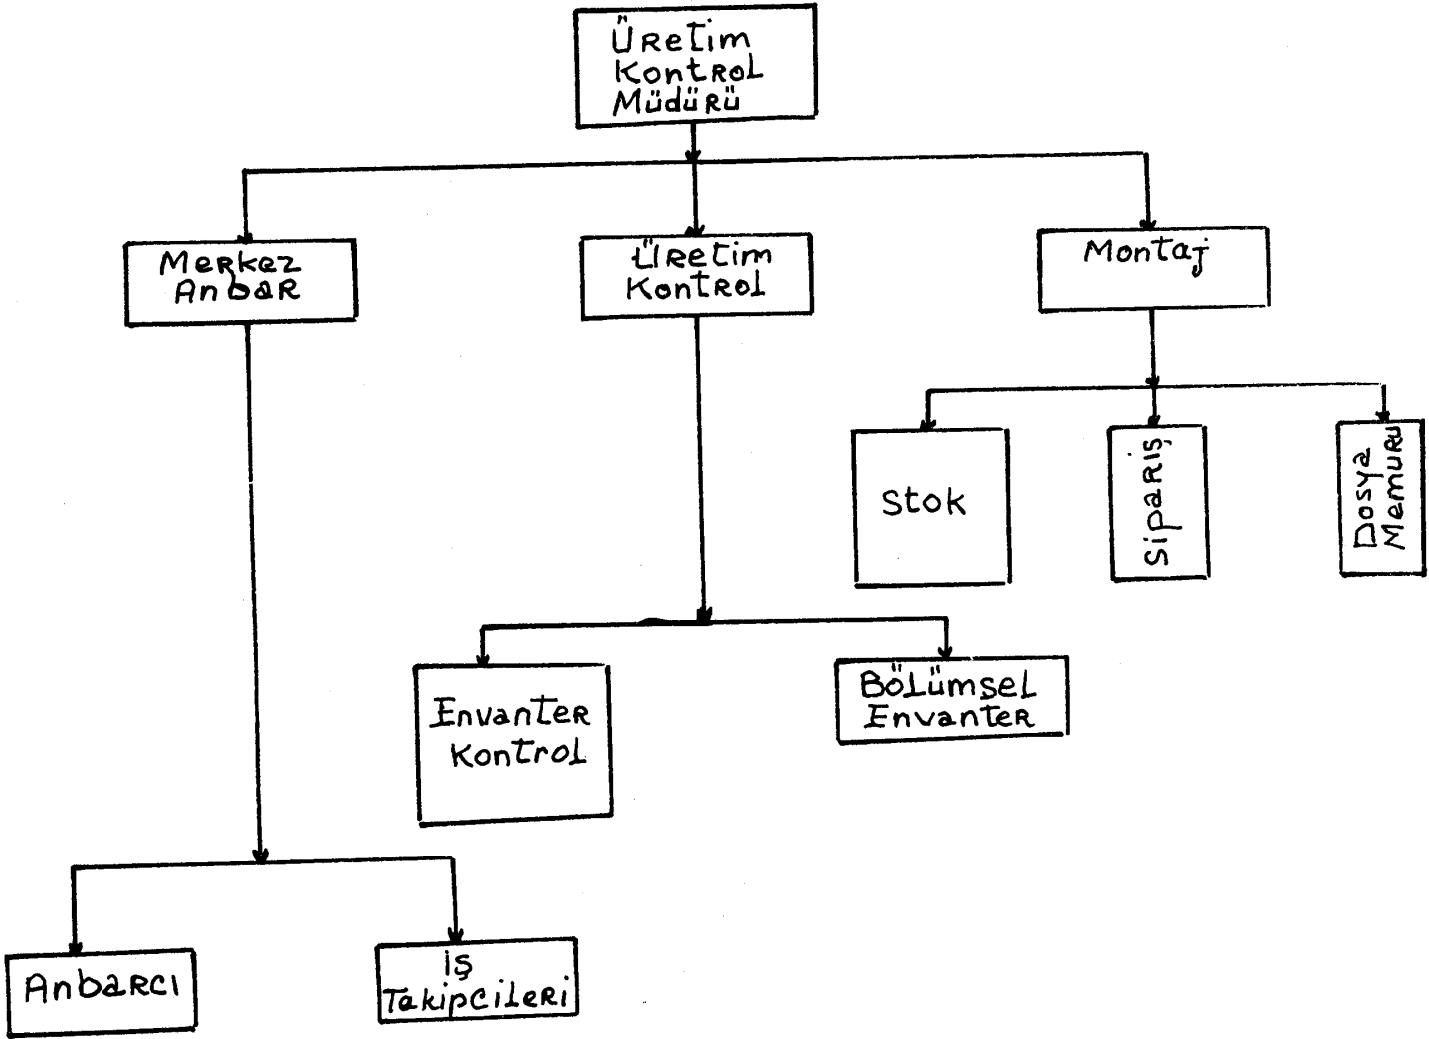 Üretim
Kontrol
Müdürü
Merkez
Anbar
Üretim
Kontrol
Montaj
Stok
Sipariş
Dosya
Memuru
Envanter
Kontrol
Bölümsel
Envanter
Anbarcı
İş
Takipcileri